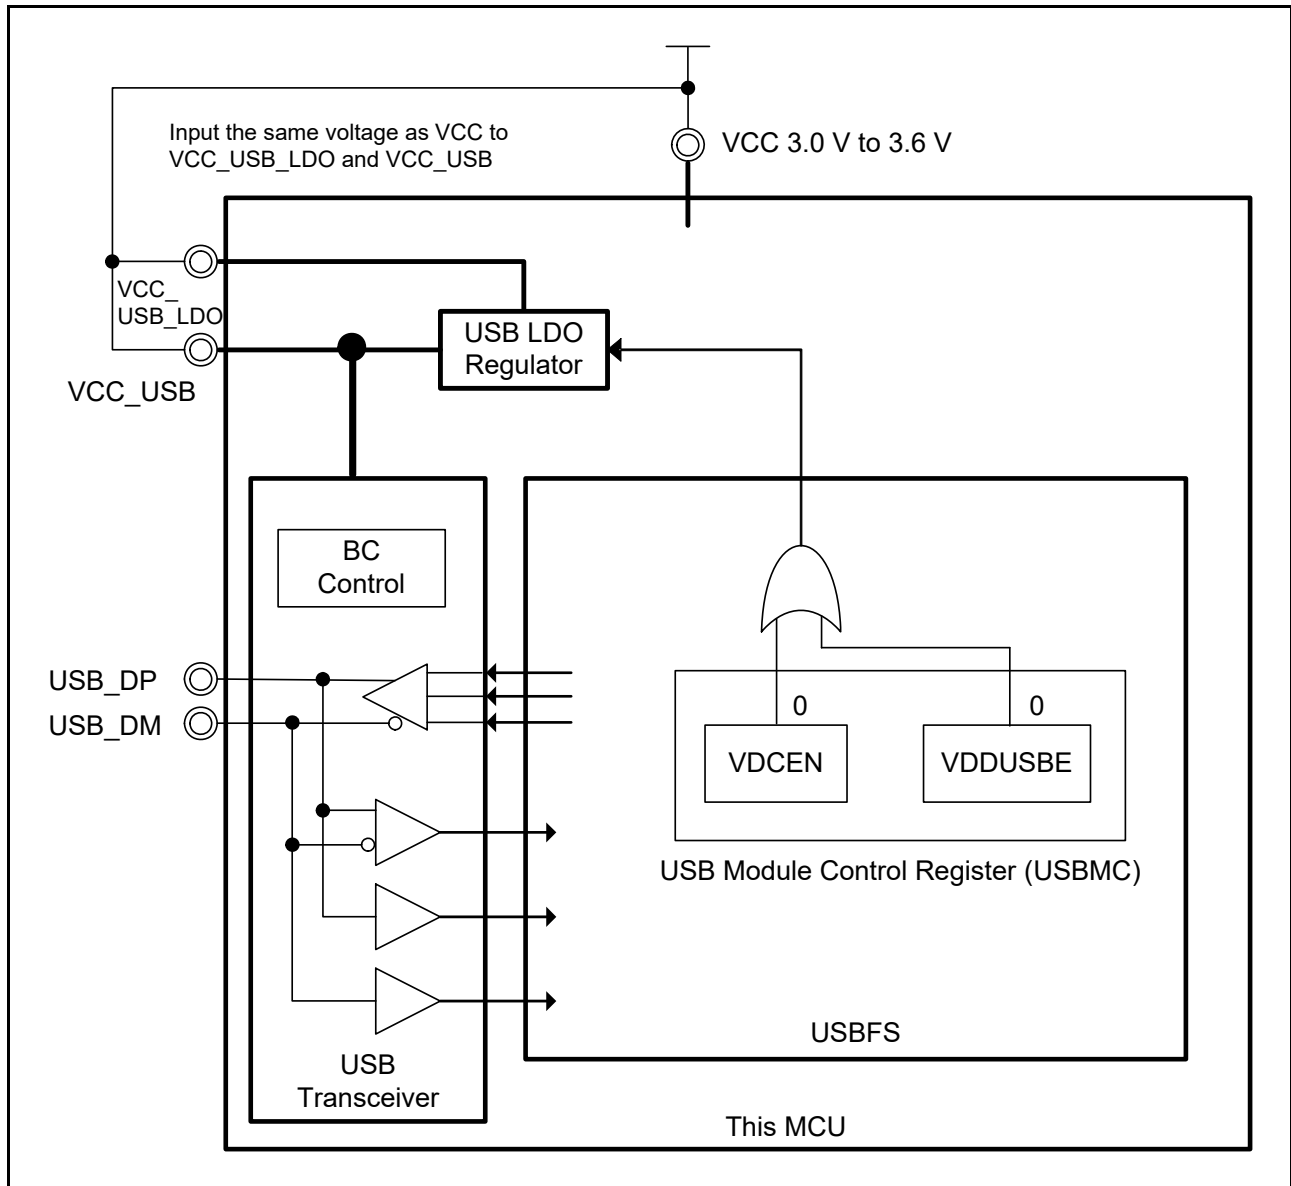 Input the same voltage as VCC to
VCC_USB_LDO and VCC_USB
VCC 3.0 V to 3.6 V
VCC_
USB_LDO
VCC_USB
USB LDO
Regulator
BC
Control
USB_DP
USB_DM
0
0
VDCEN
VDDUSBE
USB Module Control Register (USBMC)
USBFS
USB
Transceiver
This MCU